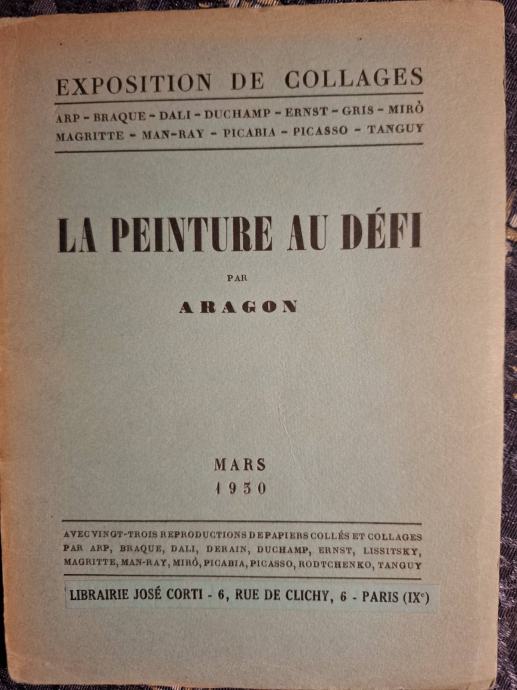 EXPOSITION DE COLLAGES
ARP - BRAQUE - DALI - DUCHAMP - ERNST - GRIS - MIRÒ
MAGRITTE - MAN-RAY - PICABIA - PICASSO - TANGUY
LA PEINTURE AU DÉFI
PAR
ARAGON
MARS
1930
AVEC VINGT-TROIS REPRODUCTIONS DE PAPIERS COLLÉS ET COLLAGES
PAR ARP, BRAQUE, DALI, DERAIN, DUCHAMP, ERNST, LISSITSKY,
MAGRITTE, MAN-RAY, MIRÓ, PICABIA, PICASSO, RODTCHENKO, TANGUY
LIBRAIRIE JOSÉ CORTI - 6, RUE DE CLICHY, 6 - PARIS (IXe)